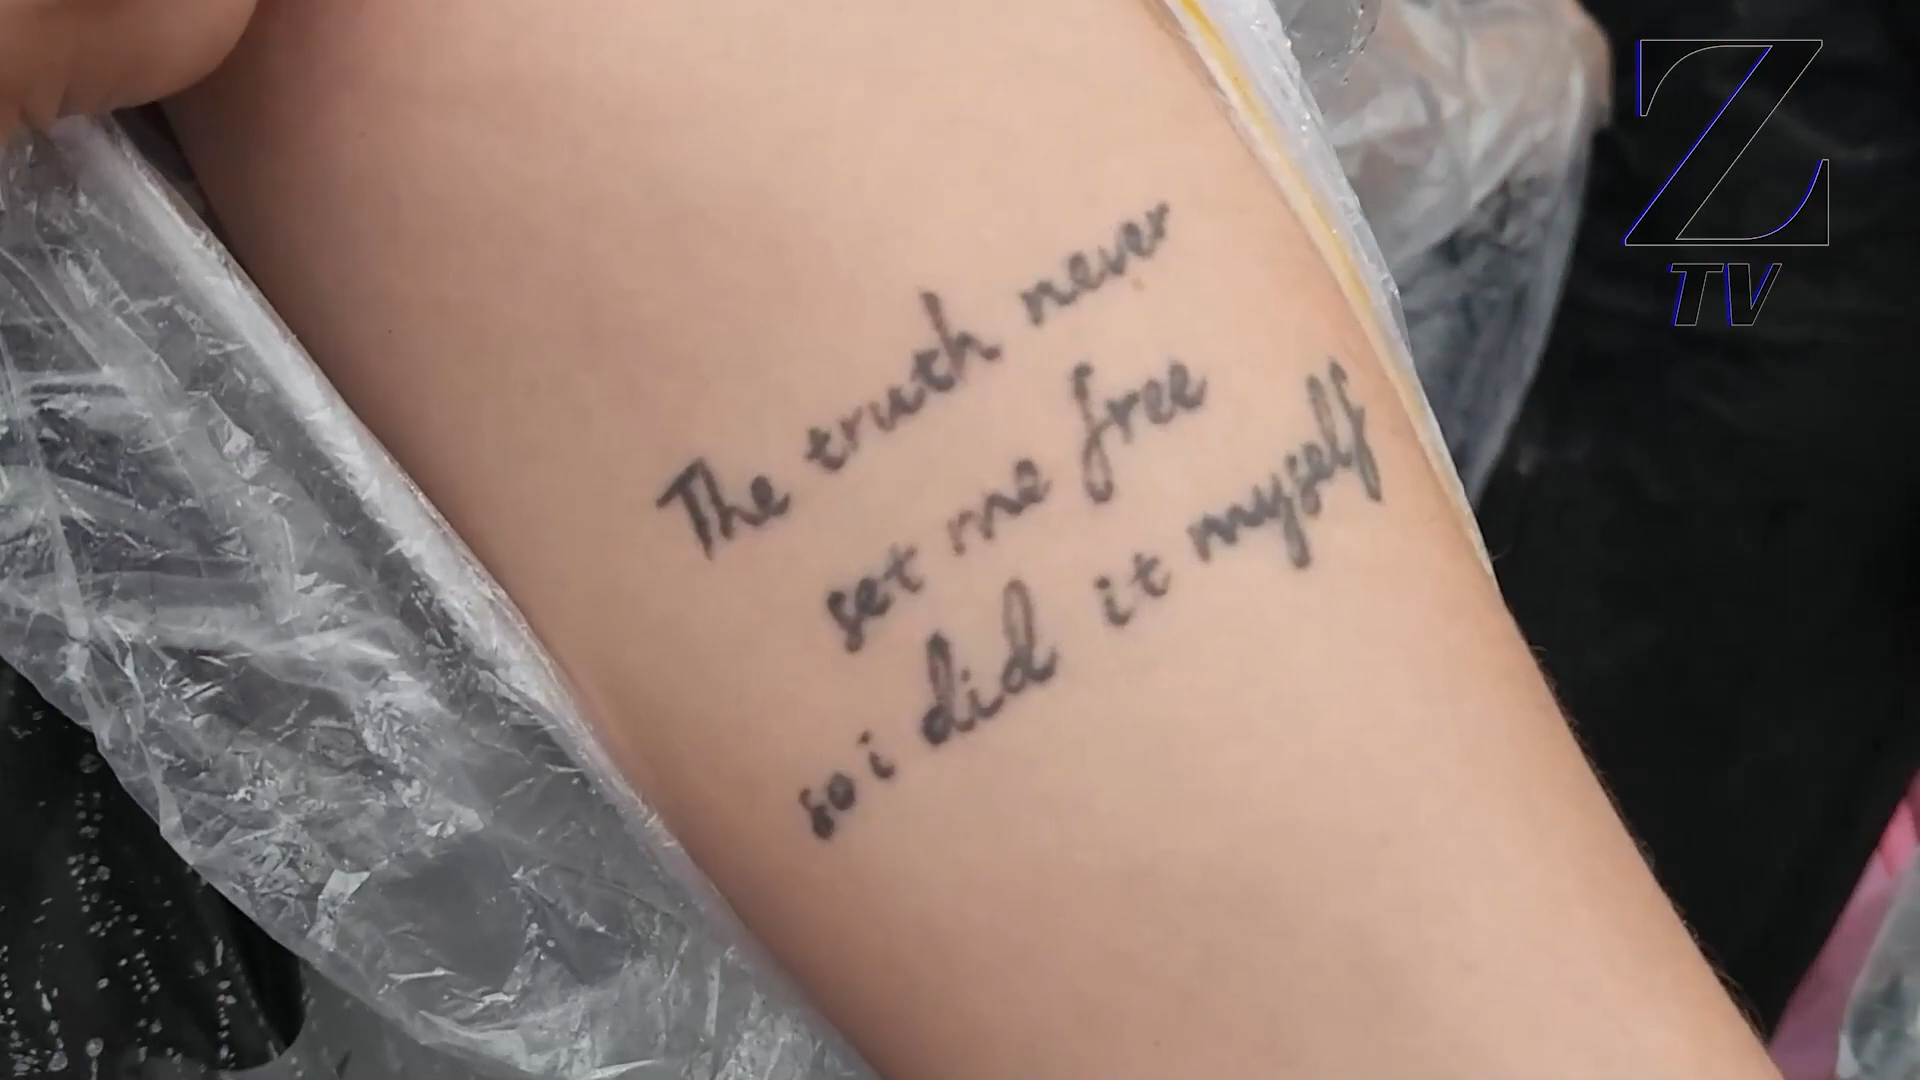 The truth never
set me free
so i did it myself
Z
TV